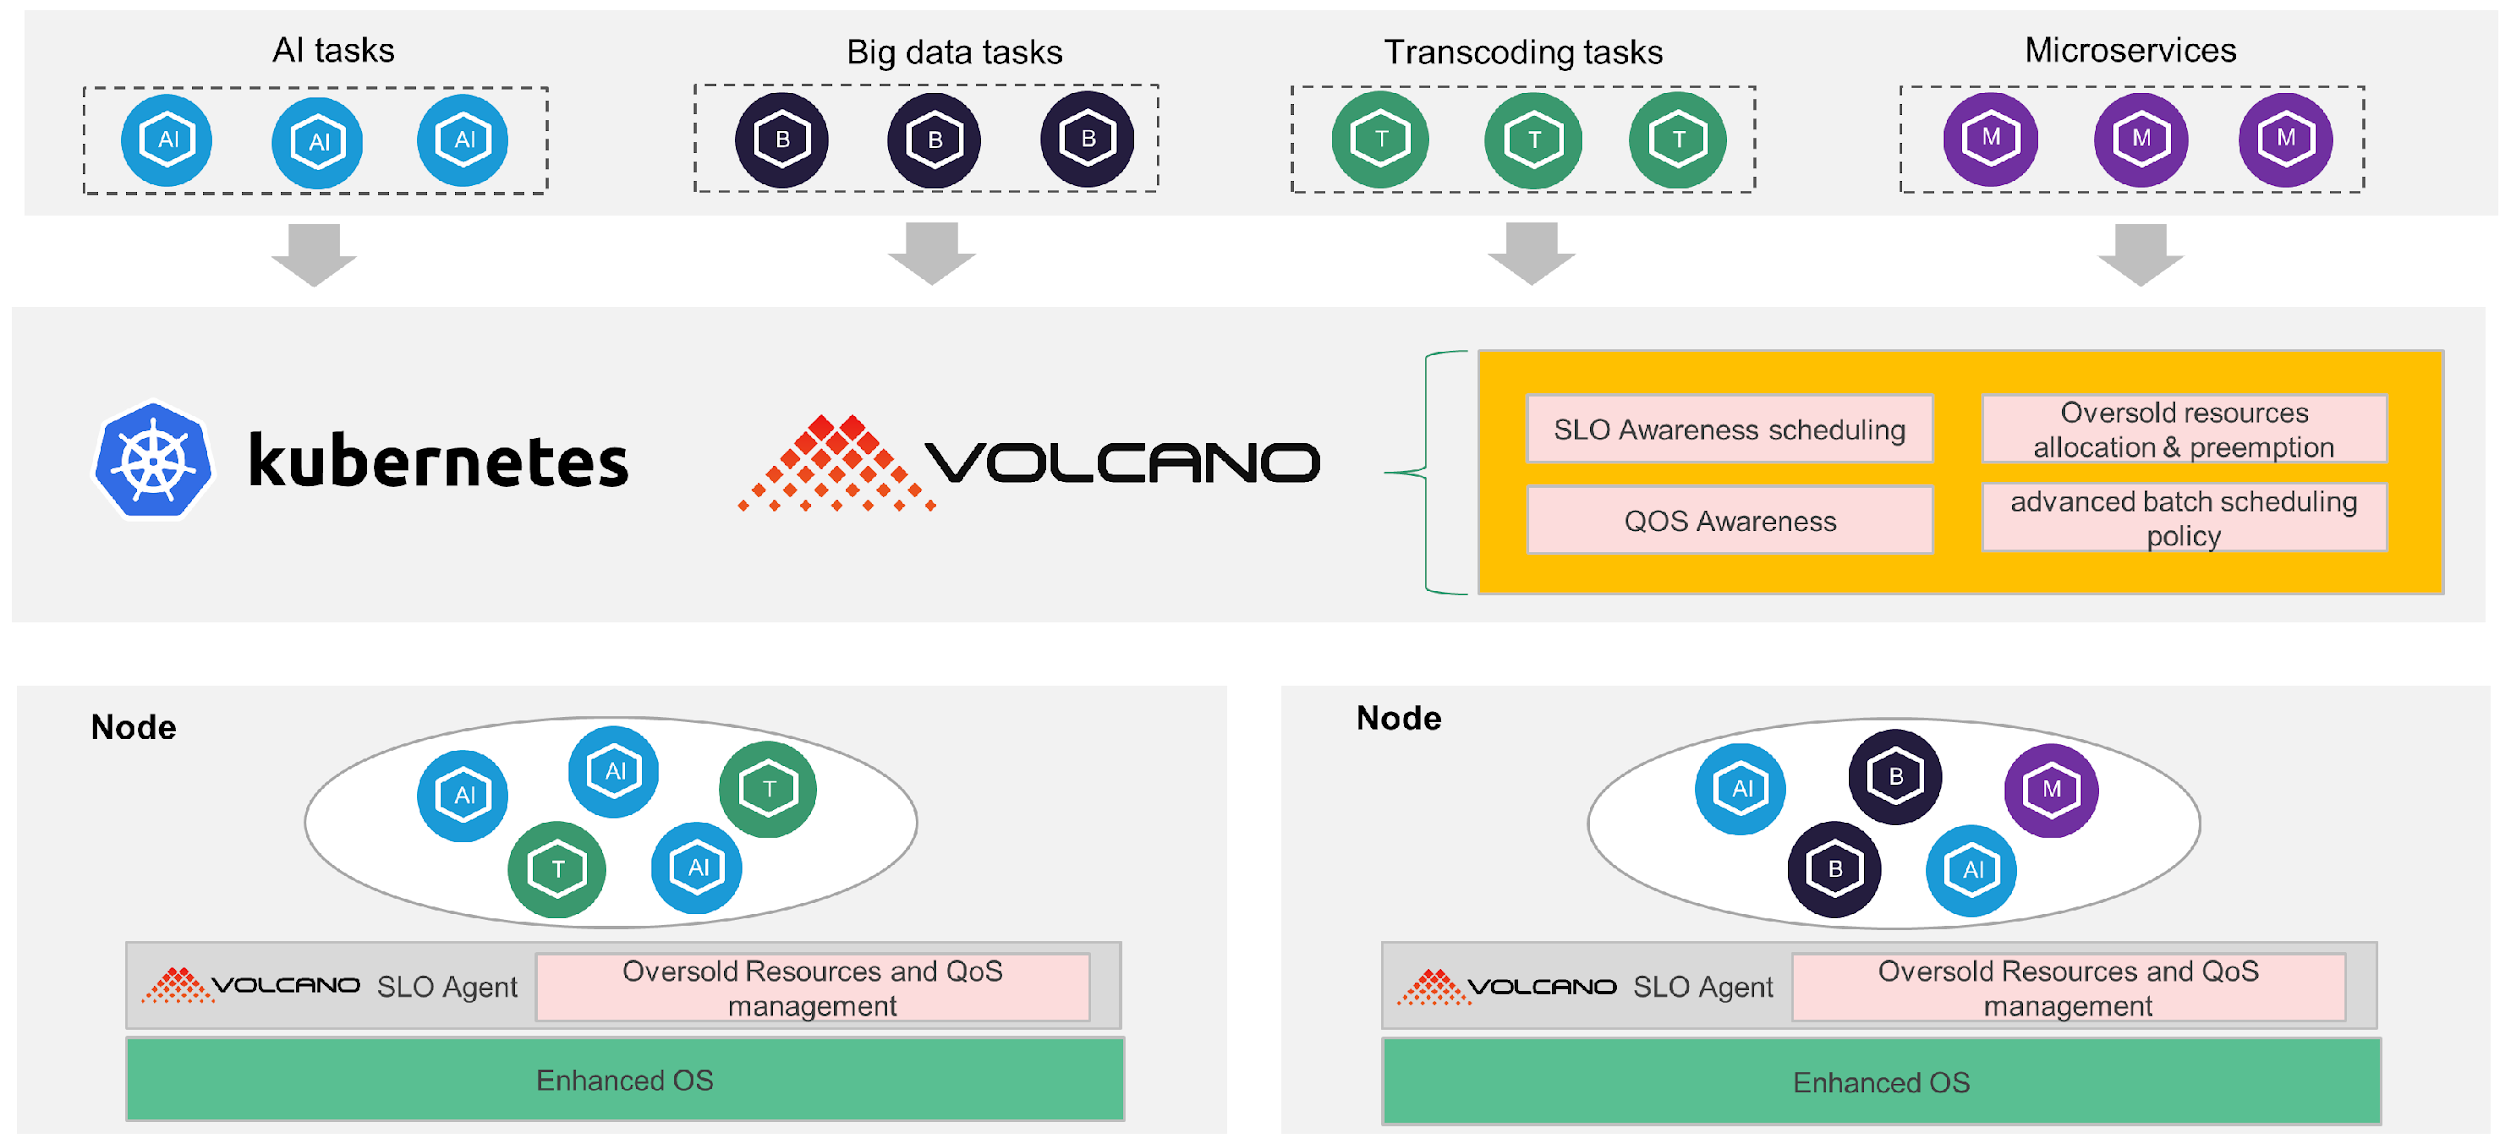 AI tasks
Big data tasks
Transcoding tasks
Microservices
AI
AI
AI
B
B
B
T
T
T
M
M
M
kubernetes
VOLCANO
SLO Awareness scheduling
Oversold resources
allocation & preemption
QOS Awareness
advanced batch scheduling
policy
Node
AI
AI
T
T
AI
VOLCANO SLO Agent
Oversold Resources and QoS
management
Enhanced OS
Node
AI
B
M
B
AI
VOLCANO SLO Agent
Oversold Resources and QoS
management
Enhanced OS